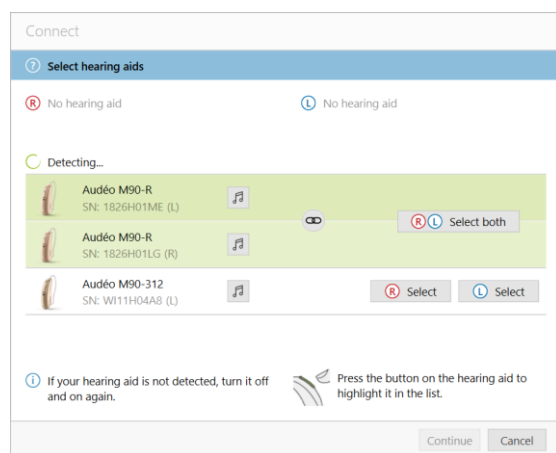 Connect
? Select hearing aids
R No hearing aid
L No hearing aid
Detecting...
Audéo M90-R
SN: 1826H01ME (L)
R L Select both
Audéo M90-R
SN: 1826H01LG (R)
Audéo M90-312
SN: WI11H04A8 (L)
R Select
L Select
i If your hearing aid is not detected, turn it off
and on again.
Press the button on the hearing aid to
highlight it in the list.
Continue
Cancel